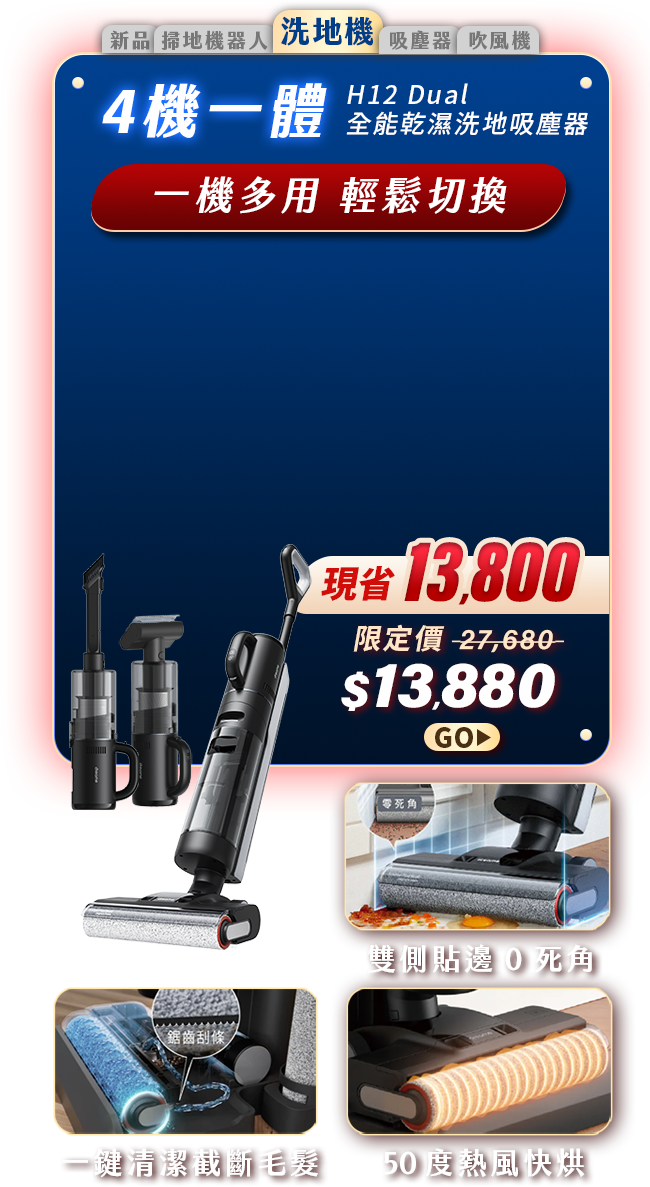 新品 掃地機器人 洗地機 吸塵器 吹風機
4機一體
H12 Dual
全能乾濕洗地吸塵器
一機多用 輕鬆切換
現省 13,800
限定價 27,680
$13,880
GO▶
零死角
雙側貼邊 0 死角
鋸齒刮條
一鍵清潔截斷毛髮
50 度熱風快烘